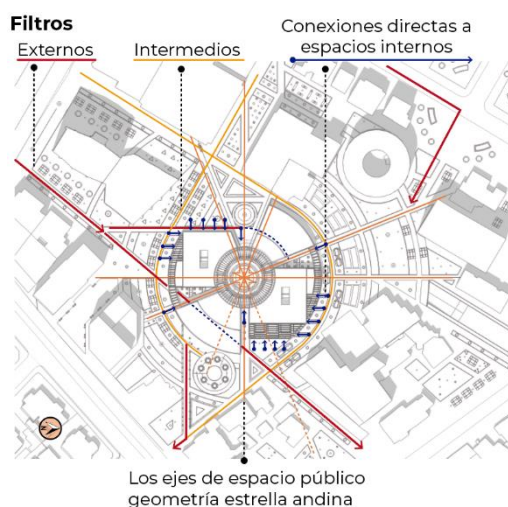 Filtros
Externos
Intermedios
Conexiones directas a
espacios internos
Los ejes de espacio público
geometría estrella andina